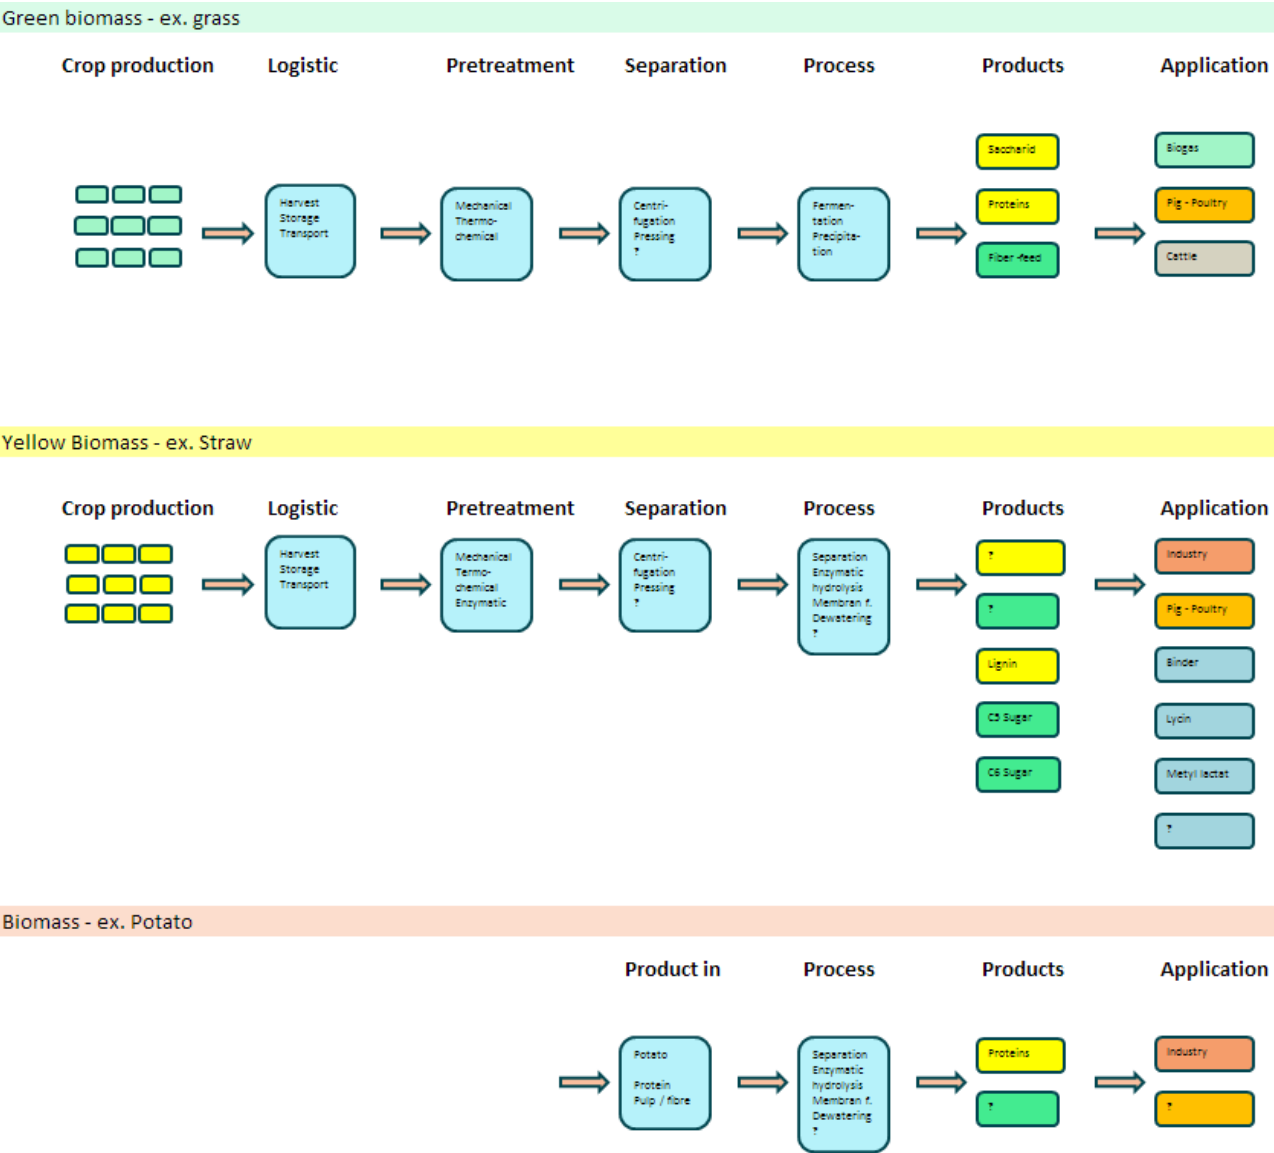 Green biomass - ex. grass
Crop production
Logistic
Pretreatment
Separation
Process
Products
Application
Harvest
Storage
Transport
Mechanical
Thermo-
chemical
Centri-
fugation
Pressing
?
Fermen-
tation
Precipita-
tion
Saccharid
Proteins
Fiber -feed
Biogas
Pig - Poultry
Cattle
Yellow Biomass - ex. Straw
Crop production
Logistic
Pretreatment
Separation
Process
Products
Application
Harvest
Storage
Transport
Mechanical
Termo-
chemical
Enzymatic
Centri-
fugation
Pressing
?
Separation
Enzymatic
hydrolysis
Membran f.
Dewatering
?
?
?
Lignin
C5 Sugar
C6 Sugar
Industry
Pig - Poultry
Binder
Lycin
Metyl lactat
?
Biomass - ex. Potato
Product in
Process
Products
Application
Potato
Protein
Pulp / fibre
Separation
Enzymatic
hydrolysis
Membran f.
Dewatering
?
Proteins
?
Industry
?